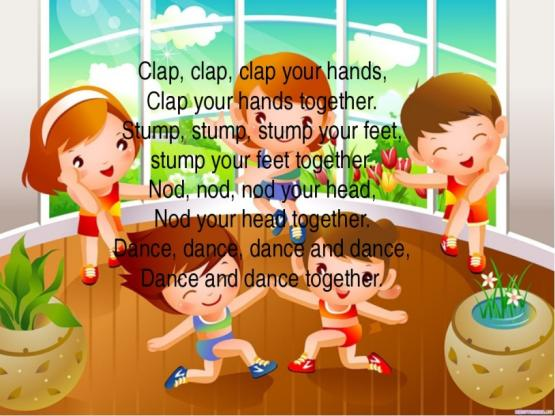 Clap, clap, clap your hands,
Clap your hands together.
Stump, stump, stump your feet,
stump your feet together.
Nod, nod, nod your head,
Nod your head together.
Dance, dance, dance and dance,
Dance and dance together.